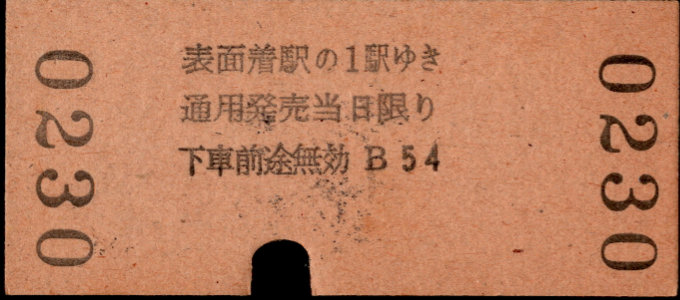 0230
表面着駅の1駅ゆき
通用発売当日限り
下車前途無効 B 54
0230